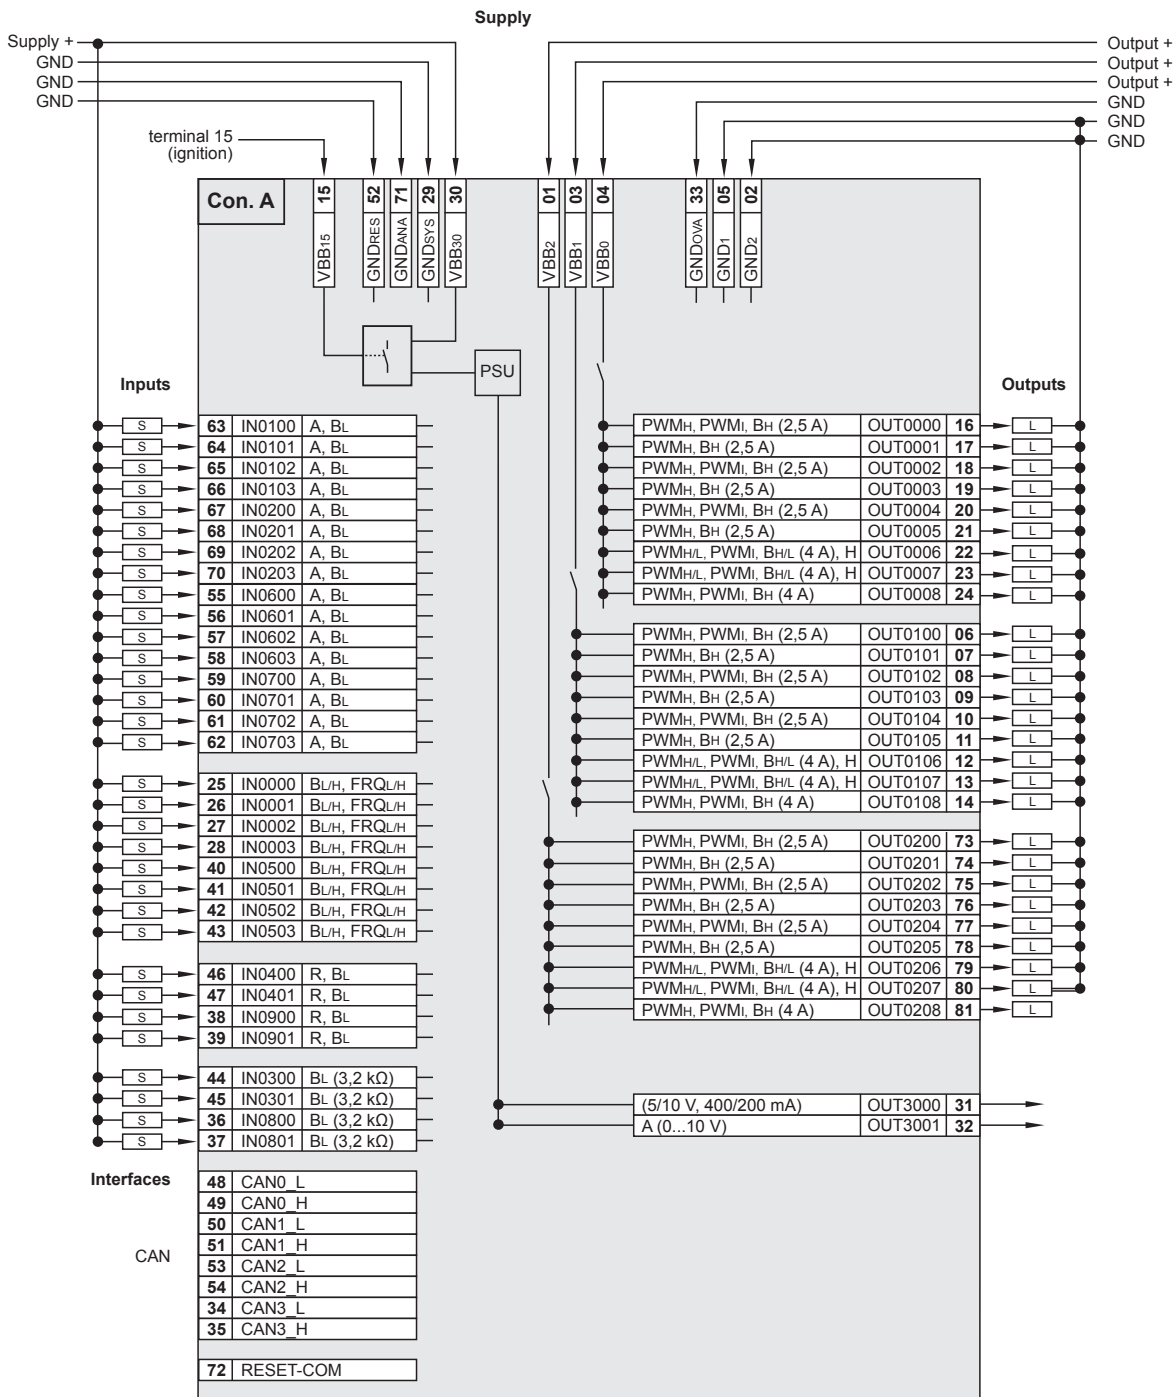 Supply
Supply +
GND
GND
GND
Output +
Output +
Output +
GND
GND
GND
terminal 15
(ignition)
Con. A
15 VBB15
52 GNDRES
71 GNDANA
29 GNDSYS
30 VBB30
01 VBB2
03 VBB1
04 VBB0
33 GNDOVA
05 GND1
02 GND2
PSU
Inputs
S 63 IN0100 A, BL
S 64 IN0101 A, BL
S 65 IN0102 A, BL
S 66 IN0103 A, BL
S 67 IN0200 A, BL
S 68 IN0201 A, BL
S 69 IN0202 A, BL
S 70 IN0203 A, BL
S 55 IN0600 A, BL
S 56 IN0601 A, BL
S 57 IN0602 A, BL
S 58 IN0603 A, BL
S 59 IN0700 A, BL
S 60 IN0701 A, BL
S 61 IN0702 A, BL
S 62 IN0703 A, BL
S 25 IN0000 BL/H, FRQL/H
S 26 IN0001 BL/H, FRQL/H
S 27 IN0002 BL/H, FRQL/H
S 28 IN0003 BL/H, FRQL/H
S 40 IN0500 BL/H, FRQL/H
S 41 IN0501 BL/H, FRQL/H
S 42 IN0502 BL/H, FRQL/H
S 43 IN0503 BL/H, FRQL/H
S 46 IN0400 R, BL
S 47 IN0401 R, BL
S 38 IN0900 R, BL
S 39 IN0901 R, BL
S 44 IN0300 BL (3,2 kΩ)
S 45 IN0301 BL (3,2 kΩ)
S 36 IN0800 BL (3,2 kΩ)
S 37 IN0801 BL (3,2 kΩ)
Interfaces
CAN
48 CAN0_L
49 CAN0_H
50 CAN1_L
51 CAN1_H
53 CAN2_L
54 CAN2_H
34 CAN3_L
35 CAN3_H
72 RESET-COM
Outputs
PWMH, PWMI, BH (2,5 A) OUT0000 16 L
PWMH, BH (2,5 A) OUT0001 17 L
PWMH, PWMI, BH (2,5 A) OUT0002 18 L
PWMH, BH (2,5 A) OUT0003 19 L
PWMH, PWMI, BH (2,5 A) OUT0004 20 L
PWMH, BH (2,5 A) OUT0005 21 L
PWMH/L, PWMI, BH/L (4 A), H OUT0006 22 L
PWMH/L, PWMI, BH/L (4 A), H OUT0007 23 L
PWMH, PWMI, BH (4 A) OUT0008 24 L
PWMH, PWMI, BH (2,5 A) OUT0100 06 L
PWMH, BH (2,5 A) OUT0101 07 L
PWMH, PWMI, BH (2,5 A) OUT0102 08 L
PWMH, BH (2,5 A) OUT0103 09 L
PWMH, PWMI, BH (2,5 A) OUT0104 10 L
PWMH, BH (2,5 A) OUT0105 11 L
PWMH/L, PWMI, BH/L (4 A), H OUT0106 12 L
PWMH/L, PWMI, BH/L (4 A), H OUT0107 13 L
PWMH, PWMI, BH (4 A) OUT0108 14 L
PWMH, PWMI, BH (2,5 A) OUT0200 73 L
PWMH, BH (2,5 A) OUT0201 74 L
PWMH, PWMI, BH (2,5 A) OUT0202 75 L
PWMH, BH (2,5 A) OUT0203 76 L
PWMH, PWMI, BH (2,5 A) OUT0204 77 L
PWMH, BH (2,5 A) OUT0205 78 L
PWMH/L, PWMI, BH/L (4 A), H OUT0206 79 L
PWMH/L, PWMI, BH/L (4 A), H OUT0207 80 L
PWMH, PWMI, BH (4 A) OUT0208 81 L
(5/10 V, 400/200 mA) OUT3000 31
A (0...10 V) OUT3001 32